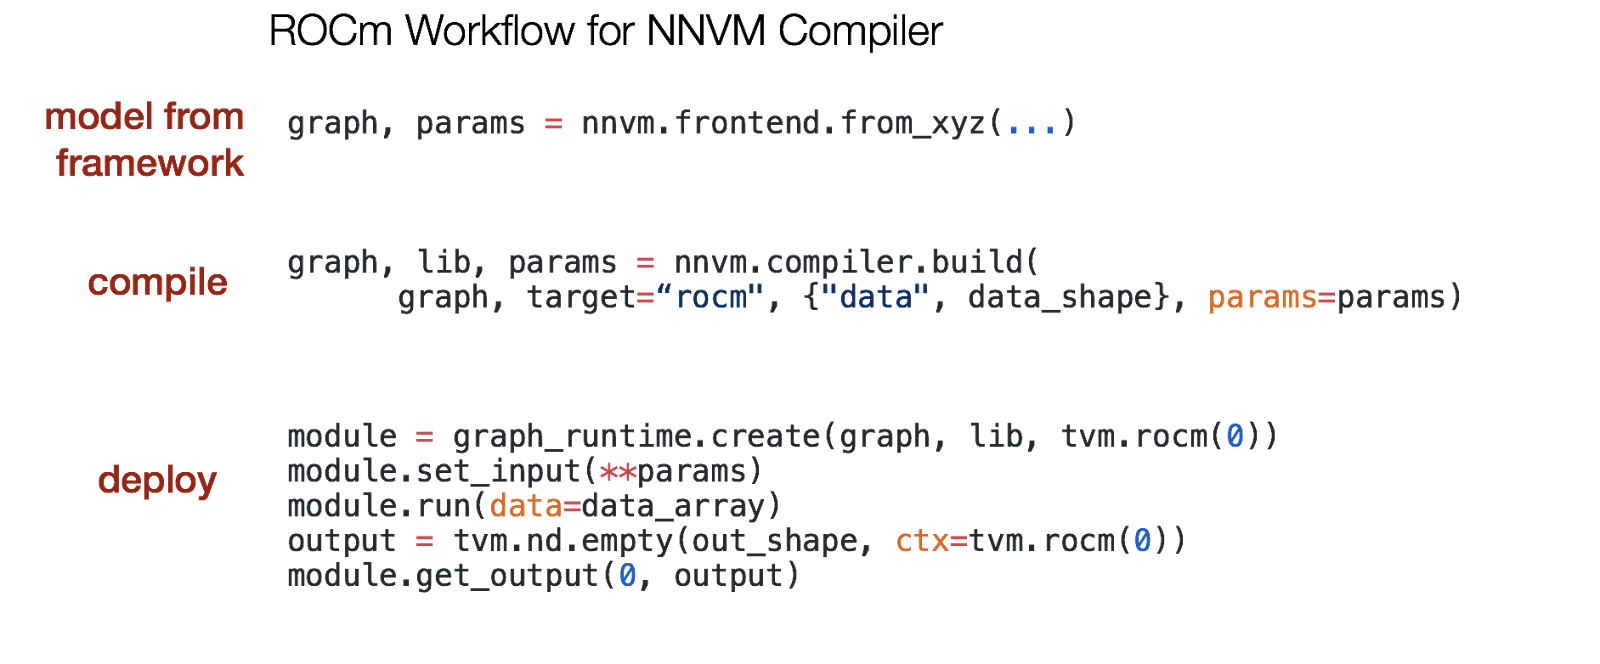 ROCm Workflow for NNVM Compiler
model from
framework
graph, params = nnvm.frontend.from_xyz(...)
compile
graph, lib, params = nnvm.compiler.build(
graph, target=“rocm", {"data", data_shape}, params=params)
deploy
module = graph_runtime.create(graph, lib, tvm.rocm(0))
module.set_input(**params)
module.run(data=data_array)
output = tvm.nd.empty(out_shape, ctx=tvm.rocm(0))
module.get_output(0, output)